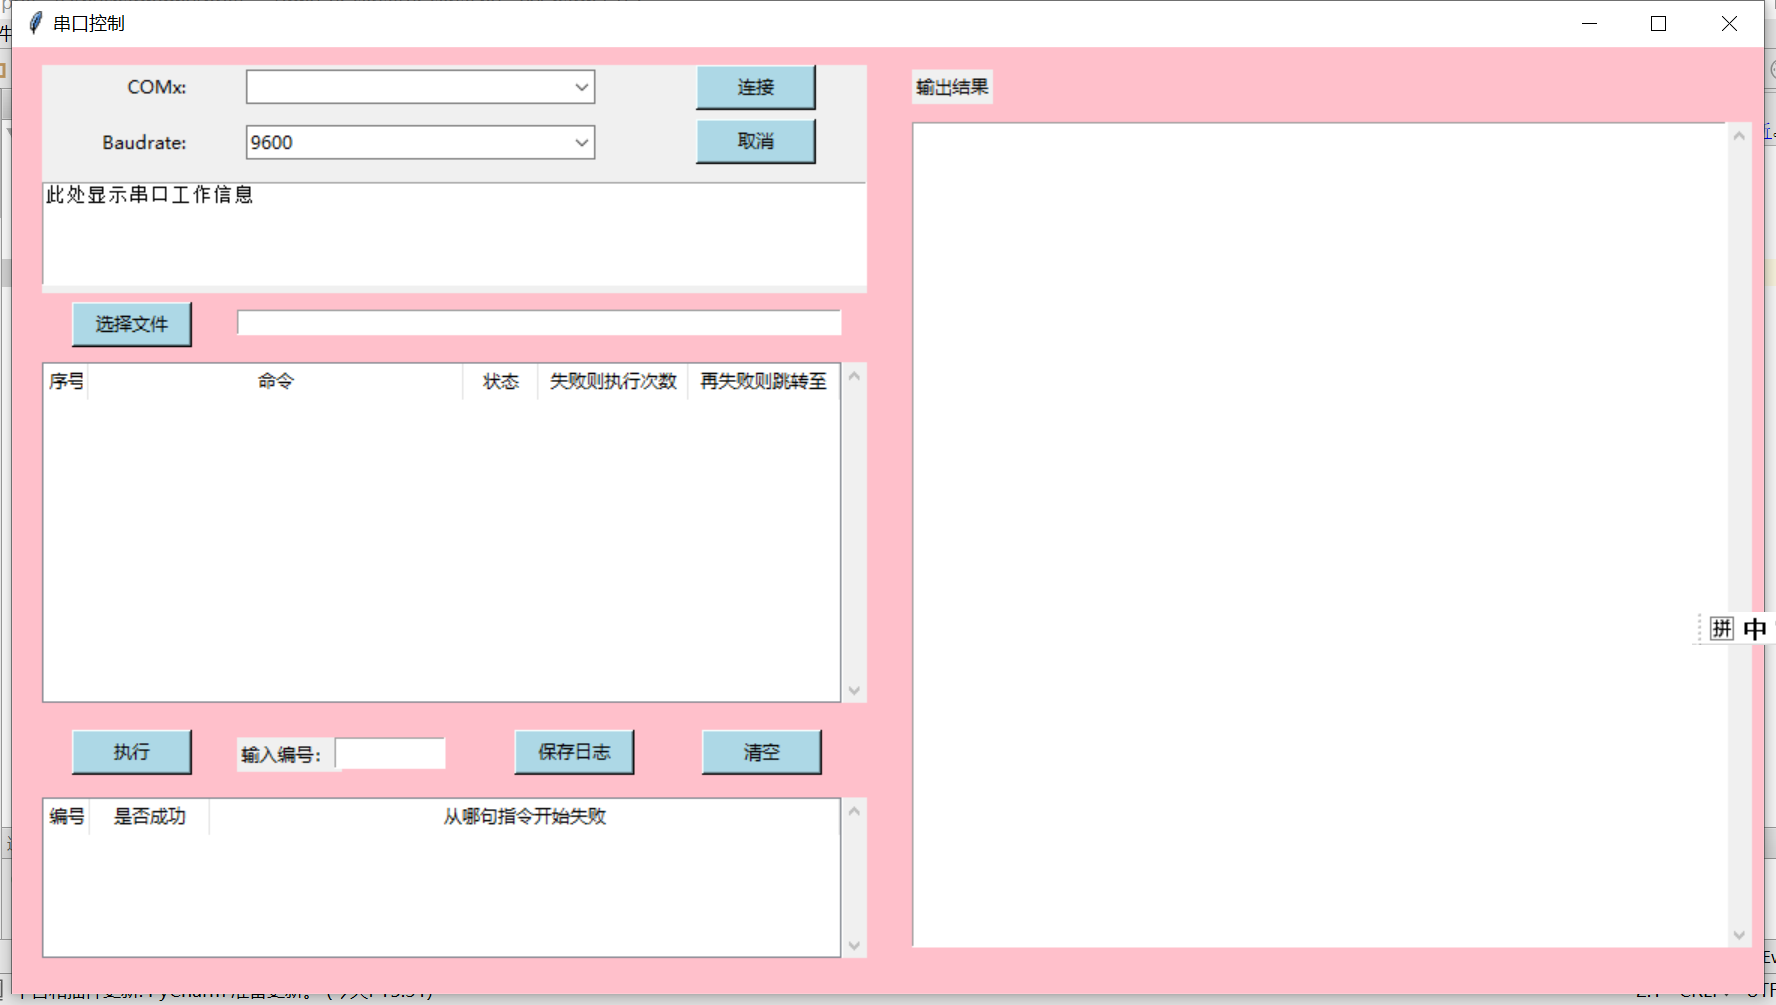 串口控制
COMx:
连接
Baudrate:
9600
取消
此处显示串口工作信息
选择文件
序号 命令 状态 失败则执行次数 再失败则跳转至
执行
输入编号：
保存日志
清空
编号 是否成功 从哪句指令开始失败
输出结果
拼 中